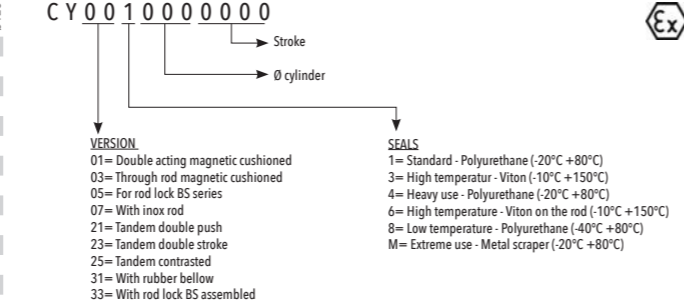 CY0010000000
Stroke
Ø cylinder
VERSION
01= Double acting magnetic cushioned
03= Through rod magnetic cushioned
05= For rod lock BS series
07= With inox rod
21= Tandem double push
23= Tandem double stroke
25= Tandem contrasted
31= With rubber bellow
33= With rod lock BS assembled
SEALS
1= Standard - Polyurethane (-20°C +80°C)
3= High temperatur - Viton (-10°C +150°C)
4= Heavy use - Polyurethane (-20°C +80°C)
6= High temperature - Viton on the rod (-10°C +150°C)
8= Low temperature - Polyurethane (-40°C +80°C)
M= Extreme use - Metal scraper (-20°C +80°C)
Ex